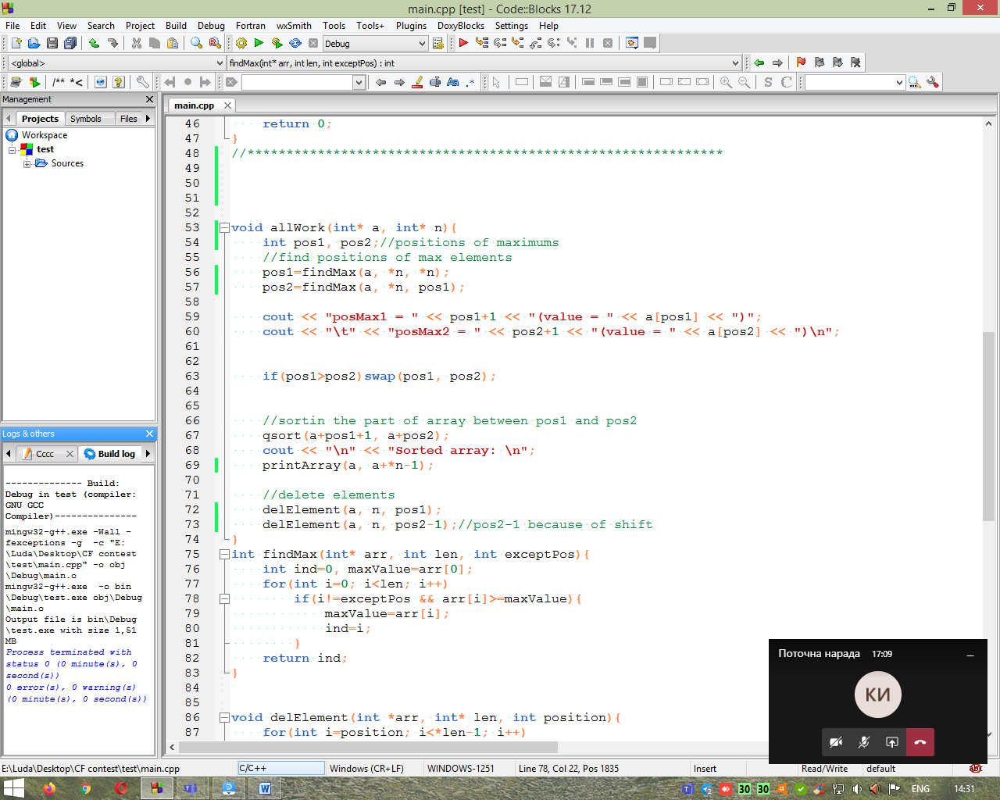 main.cpp [test] - Code::Blocks 17.12
File Edit View Search Project Build Debug Fortran wxSmith Tools Tools+ Plugins DoxyBlocks Settings Help
Debug
<global>
findMax(int* arr, int len, int exceptPos) : int
/** *<
Aa .*
S C
Management
Projects Symbols Files
Workspace
test
Sources
Logs & others
Cccc Build log
-------------- Build:
Debug in test (compiler:
GNU GCC
Compiler)---------------
mingw32-g++.exe -Wall -
fexceptions -g  -c "E:
\Luda\Desktop\CF contest
\test\main.cpp" -o obj
\Debug\main.o
mingw32-g++.exe  -o bin
\Debug\test.exe obj\Debug
\main.o
Output file is bin\Debug
\test.exe with size 1,51
MB
Process terminated with
status 0 (0 minute(s), 0
second(s))
0 error(s), 0 warning(s)
(0 minute(s), 0 second(s))
main.cpp
46 return 0;
47 }
48 //*************************************************************
49
50
51
52
53 void allWork(int* a, int* n){
54 int pos1, pos2;//positions of maximums
55 //find positions of max elements
56 pos1=findMax(a, *n, *n);
57 pos2=findMax(a, *n, pos1);
58
59 cout << "posMax1 = " << pos1+1 << "(value = " << a[pos1] << ")";
60 cout << "\t" << "posMax2 = " << pos2+1 << "(value = " << a[pos2] << ")\n";
61
62
63 if(pos1>pos2)swap(pos1, pos2);
64
65
66 //sortin the part of array between pos1 and pos2
67 qsort(a+pos1+1, a+pos2);
68 cout << "\n" << "Sorted array: \n";
69 printArray(a, a+*n-1);
70
71 //delete elements
72 delElement(a, n, pos1);
73 delElement(a, n, pos2-1);//pos2-1 because of shift
74 }
75 int findMax(int* arr, int len, int exceptPos){
76 int ind=0, maxValue=arr[0];
77 for(int i=0; i<len; i++)
78 if(i!=exceptPos && arr[i]>=maxValue){
79 maxValue=arr[i];
80 ind=i;
81 }
82 return ind;
83 }
84
85
86 void delElement(int *arr, int* len, int position){
87 for(int i=position; i<*len-1; i++)
Поточна нарада 17:09
КИ
E:\Luda\Desktop\CF contest\test\main.cpp C/C++ Windows (CR+LF) WINDOWS-1251 Line 78, Col 22, Pos 1835 Insert Read/Write default
30 30 ENG 14:31